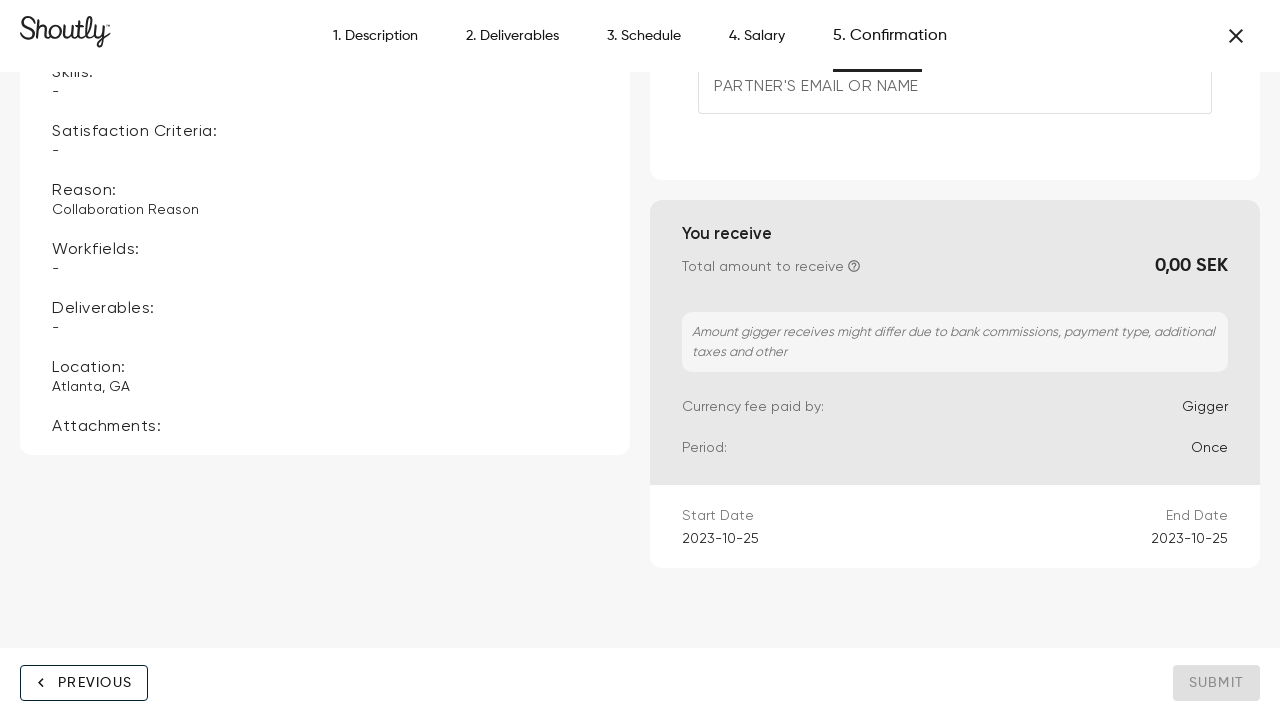 Shoutly™
1. Description
2. Deliverables
3. Schedule
4. Salary
5. Confirmation
Skills:
-
Satisfaction Criteria:
-
Reason:
Collaboration Reason
Workfields:
-
Deliverables:
-
Location:
Atlanta, GA
Attachments:
PARTNER'S EMAIL OR NAME
You receive
Total amount to receive
0,00 SEK
Amount gigger receives might differ due to bank commissions, payment type, additional
taxes and other
Currency fee paid by:
Gigger
Period:
Once
Start Date
End Date
2023-10-25
2023-10-25
PREVIOUS
SUBMIT